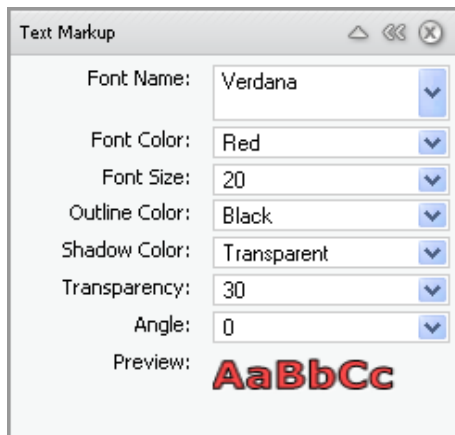 Text Markup
Font Name: Verdana
Font Color: Red
Font Size: 20
Outline Color: Black
Shadow Color: Transparent
Transparency: 30
Angle: 0
Preview: AaBbCc